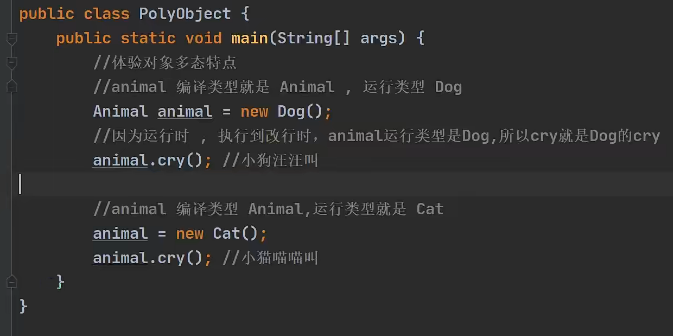 public class PolyObject {
public static void main(String[] args) {
//体验对象多态特点
//animal 编译类型就是 Animal , 运行类型 Dog
Animal animal = new Dog();
//因为运行时 , 执行到改行时，animal运行类型是Dog,所以cry就是Dog的cry
animal.cry(); //小狗汪汪叫
//animal 编译类型 Animal,运行类型就是 Cat
animal = new Cat();
animal.cry(); //小猫喵喵叫
}
}